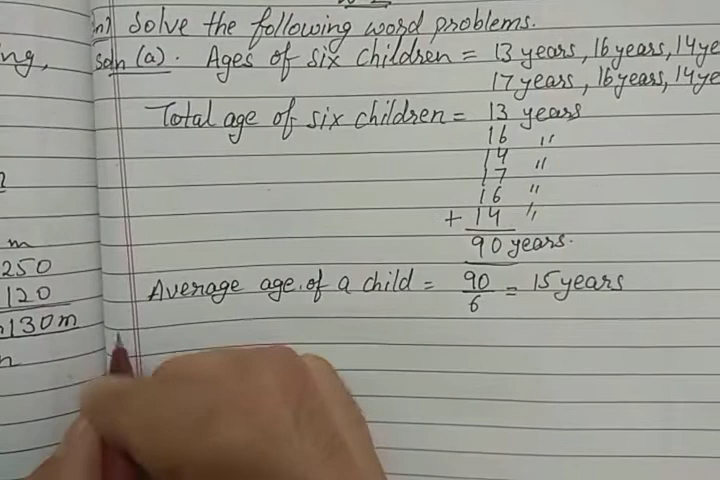 ng,
m
250
120
130m
n) Solve the following word problems.
Soln (a). Ages of six children = 13 years, 16 years, 14 ye
17 years, 16 years, 14 ye
Total age of six children = 13 years
16 "
14 "
17
16 "
+ 14 "
90 years.
Average age of a child = 90/6 = 15 years